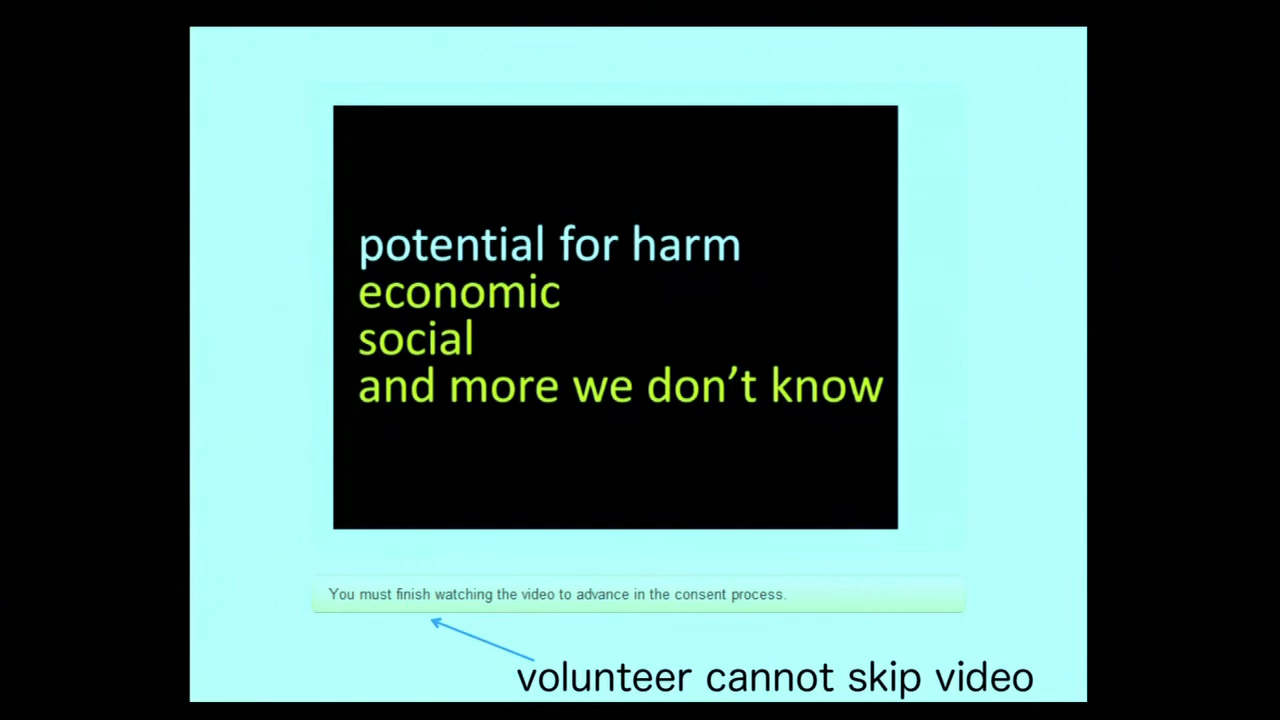 potential for harm
economic
social
and more we don’t know
You must finish watching the video to advance in the consent process.
volunteer cannot skip video